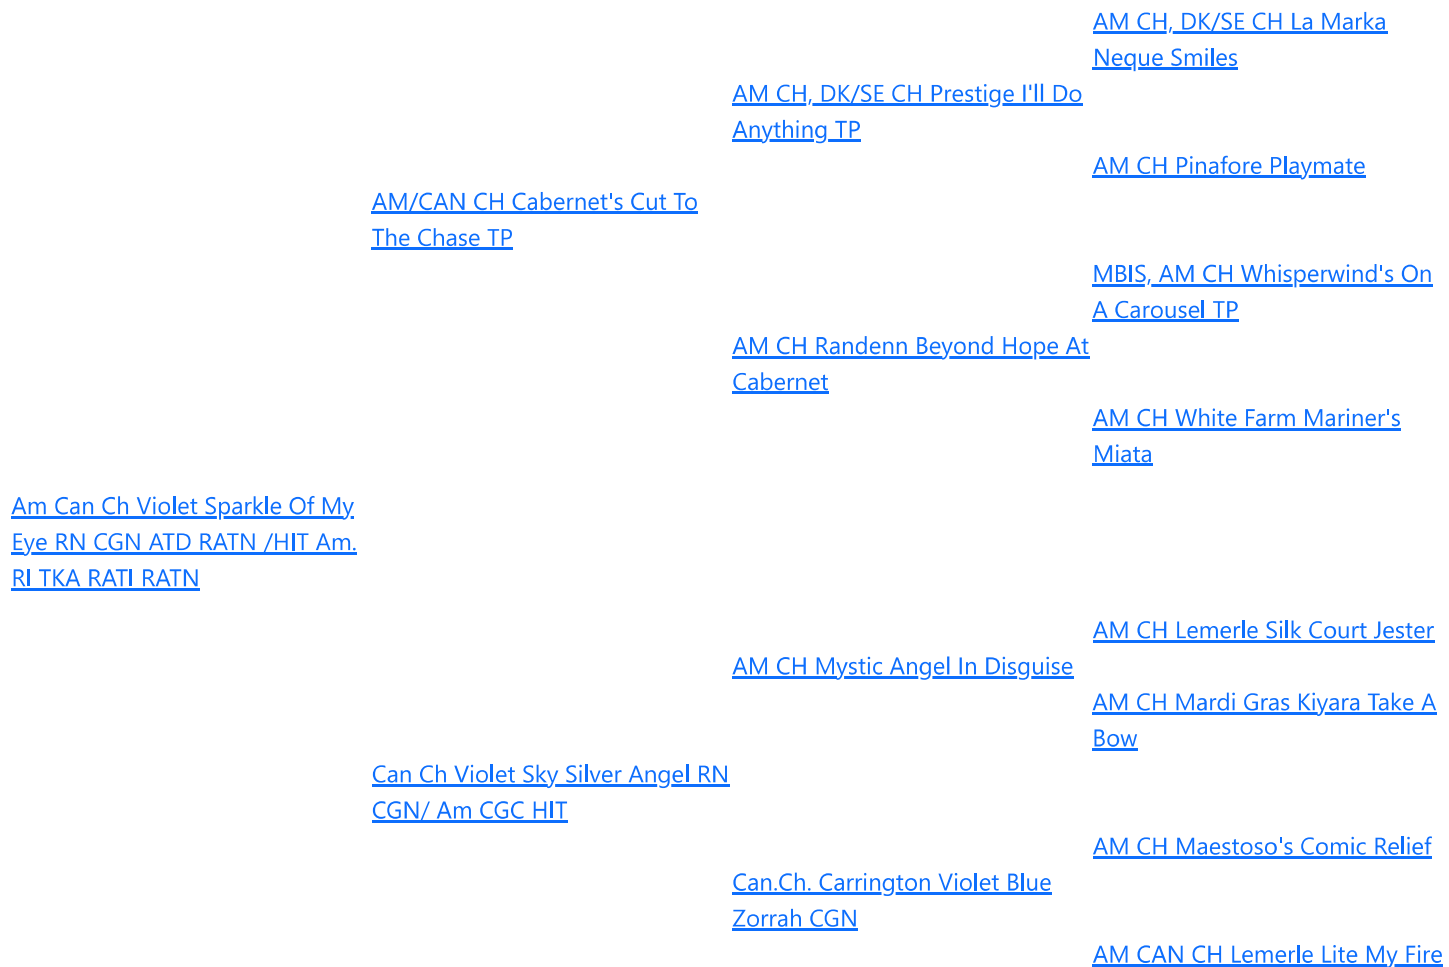 AM CH, DK/SE CH La Marka
Neque Smiles
AM CH, DK/SE CH Prestige I'll Do
Anything TP
AM CH Pinafore Playmate
AM/CAN CH Cabernet's Cut To
The Chase TP
MBIS, AM CH Whisperwind's On
A Carousel TP
AM CH Randenn Beyond Hope At
Cabernet
AM CH White Farm Mariner's
Miata
Am Can Ch Violet Sparkle Of My
Eye RN CGN ATD RATN /HIT Am.
RI TKA RATI RATN
AM CH Lemerle Silk Court Jester
AM CH Mystic Angel In Disguise
AM CH Mardi Gras Kiyara Take A
Bow
Can Ch Violet Sky Silver Angel RN
CGN/ Am CGC HIT
AM CH Maestoso's Comic Relief
Can.Ch. Carrington Violet Blue
Zorrah CGN
AM CAN CH Lemerle Lite My Fire